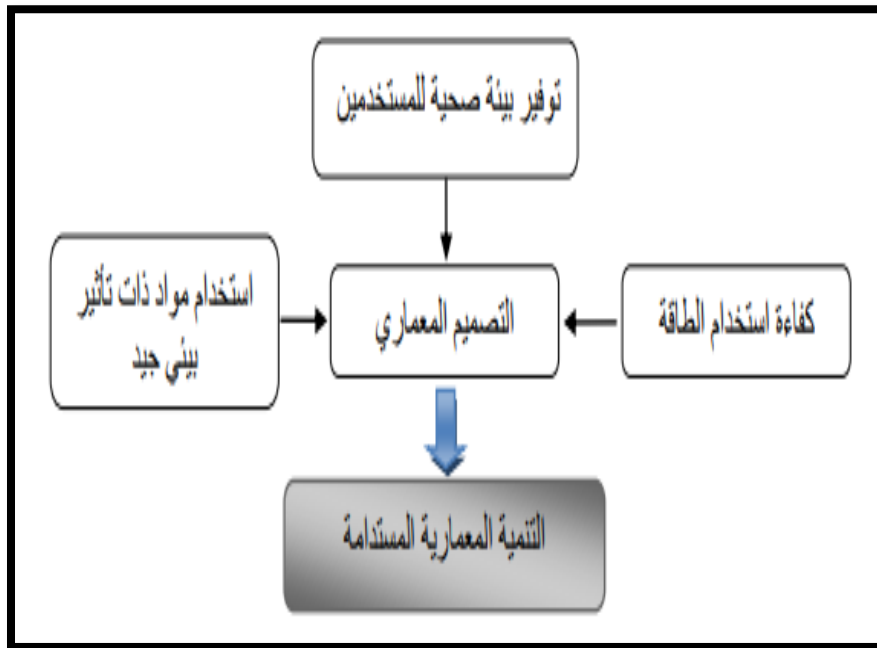 توفير بيئة صحية للمستخدمين
كفاءة استخدام الطاقة
التصميم المعماري
استخدام مواد ذات تأثير
بيئي جيد
التنمية المعمارية المستدامة